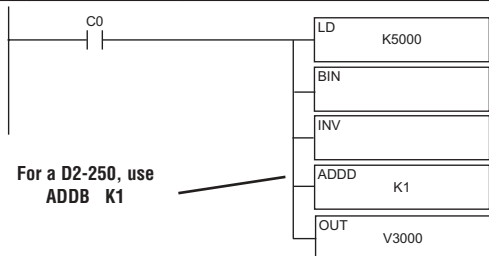 C0
LD
K5000
BIN
INV
For a D2-250, use
ADDB K1
ADDD
K1
OUT
V3000